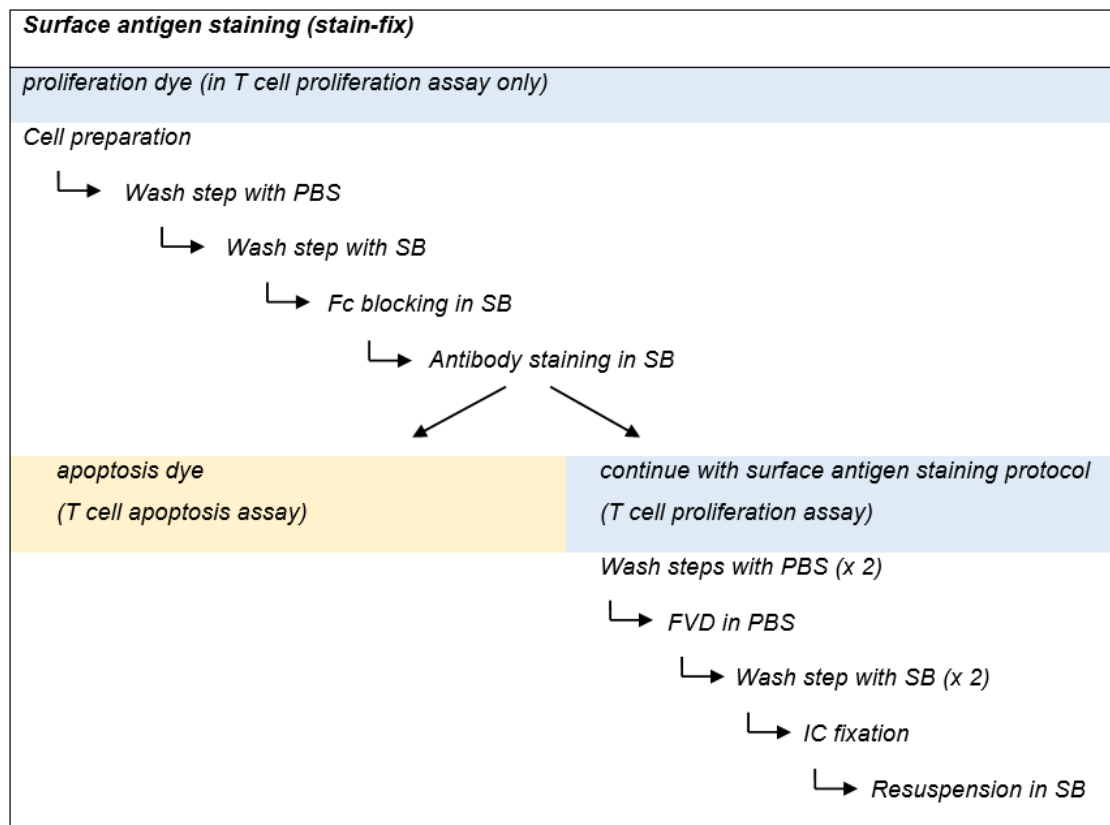 Surface antigen staining (stain-fix)
proliferation dye (in T cell proliferation assay only)
Cell preparation
Wash step with PBS
Wash step with SB
Fc blocking in SB
Antibody staining in SB
apoptosis dye
(T cell apoptosis assay)
continue with surface antigen staining protocol
(T cell proliferation assay)
Wash steps with PBS (x 2)
FVD in PBS
Wash step with SB (x 2)
IC fixation
Resuspension in SB